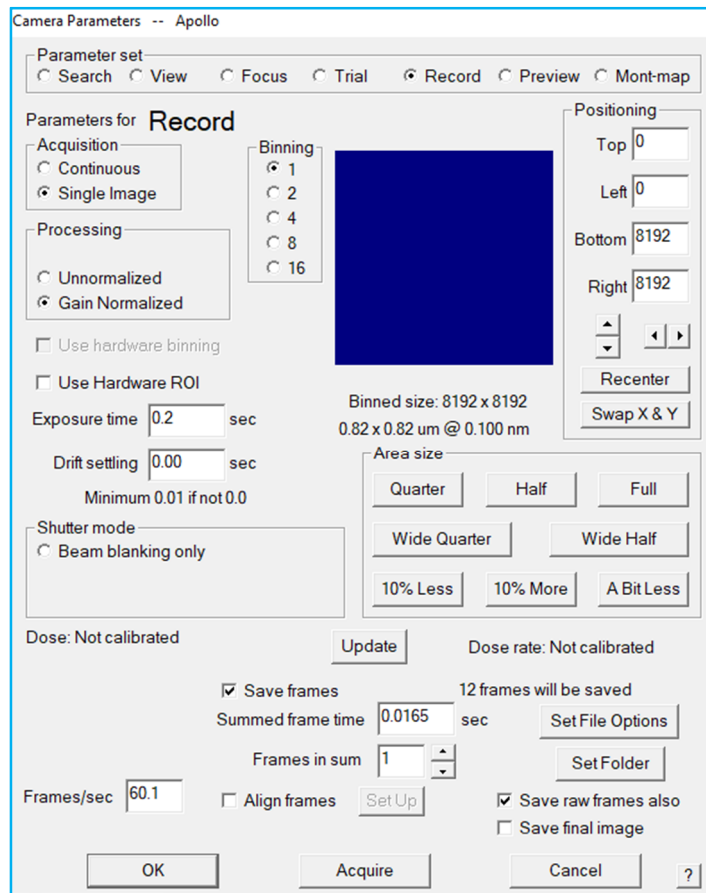 Camera Parameters -- Apollo
Parameter set
Search View Focus Trial Record Preview Mont-map
Parameters for Record
Acquisition
Continuous
Single Image
Processing
Unnormalized
Gain Normalized
Use hardware binning
Use Hardware ROI
Exposure time 0.2 sec
Drift settling 0.00 sec
Minimum 0.01 if not 0.0
Shutter mode
Beam blanking only
Binning
1
2
4
8
16
Binned size: 8192 x 8192
0.82 x 0.82 um @ 0.100 nm
Positioning
Top 0
Left 0
Bottom 8192
Right 8192
Recenter
Swap X & Y
Area size
Quarter Half Full
Wide Quarter Wide Half
10% Less 10% More A Bit Less
Dose: Not calibrated Update Dose rate: Not calibrated
Save frames 12 frames will be saved
Summed frame time 0.0165 sec Set File Options
Frames in sum 1 Set Folder
Frames/sec 60.1 Align frames Set Up Save raw frames also
Save final image
OK Acquire Cancel ?